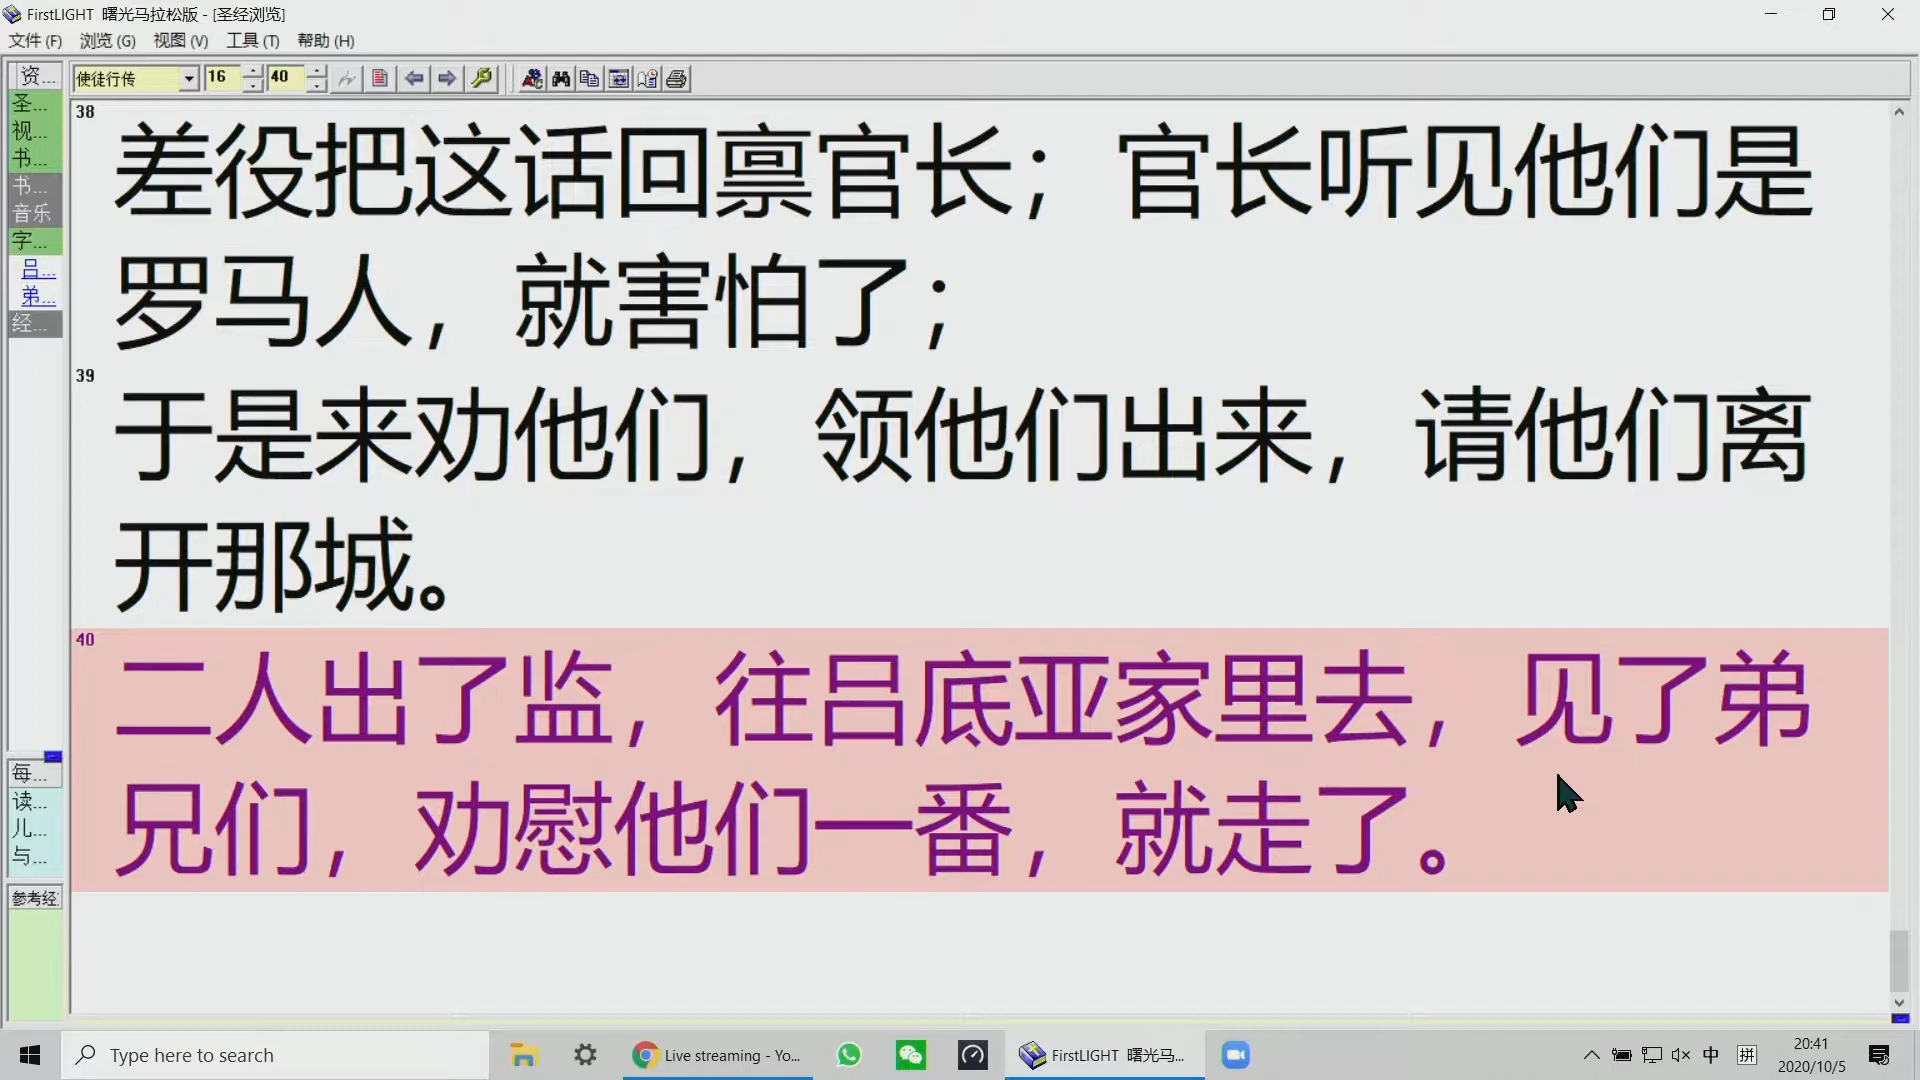 FirstLIGHT 曙光马拉松版 - [圣经浏览]
文件 (F) 浏览 (G) 视图 (V) 工具 (T) 帮助 (H)
资...
使徒行传 16 40
圣...
视...
书...
书...
音乐
字...
吕...
弟...
经...
38
差役把这话回禀官长；官长听见他们是
罗马人，就害怕了；
39
于是来劝他们，领他们出来，请他们离
开那城。
40
二人出了监，往吕底亚家里去，见了弟
兄们，劝慰他们一番，就走了。
每...
读...
儿...
与...
参考经
Type here to search
Live streaming - Yo...
FirstLIGHT 曙光马...
中
拼
20:41
2020/10/5